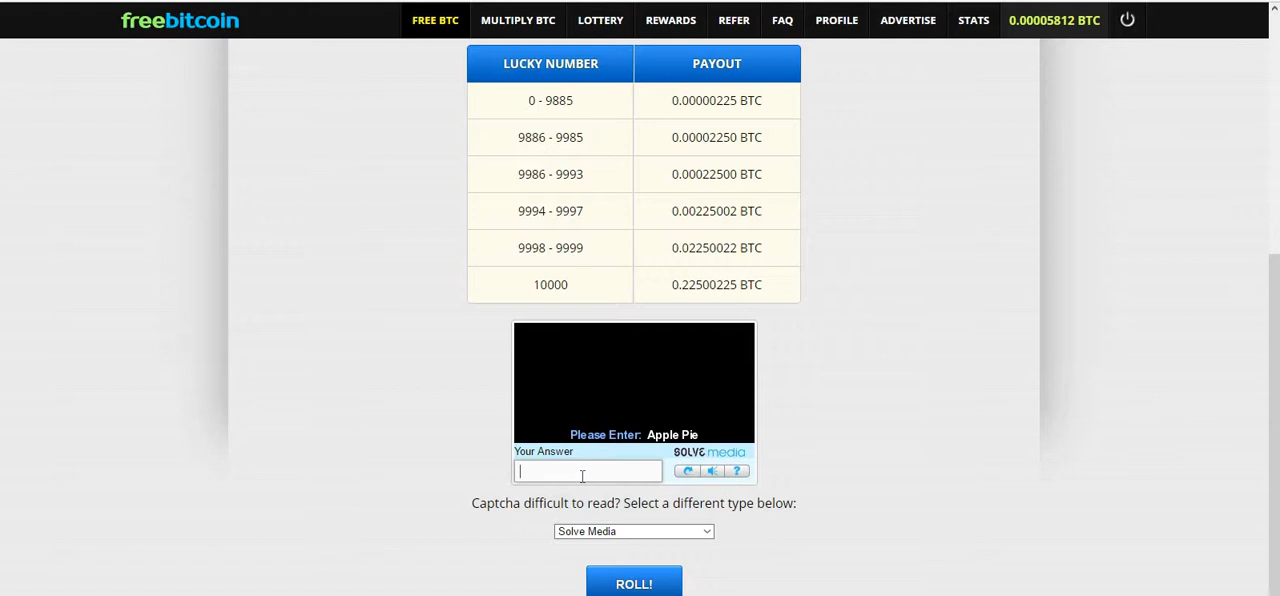 freebitcoin FREE BTC MULTIPLY BTC LOTTERY REWARDS REFER FAQ PROFILE ADVERTISE STATS 0.00005812 BTC
LUCKY NUMBER PAYOUT
0 - 9885 0.00000225 BTC
9886 - 9985 0.00002250 BTC
9986 - 9993 0.00022500 BTC
9994 - 9997 0.00225002 BTC
9998 - 9999 0.02250022 BTC
10000 0.22500225 BTC
Please Enter: Apple Pie
Your Answer SOLVE media
?
Captcha difficult to read? Select a different type below:
Solve Media
ROLL!